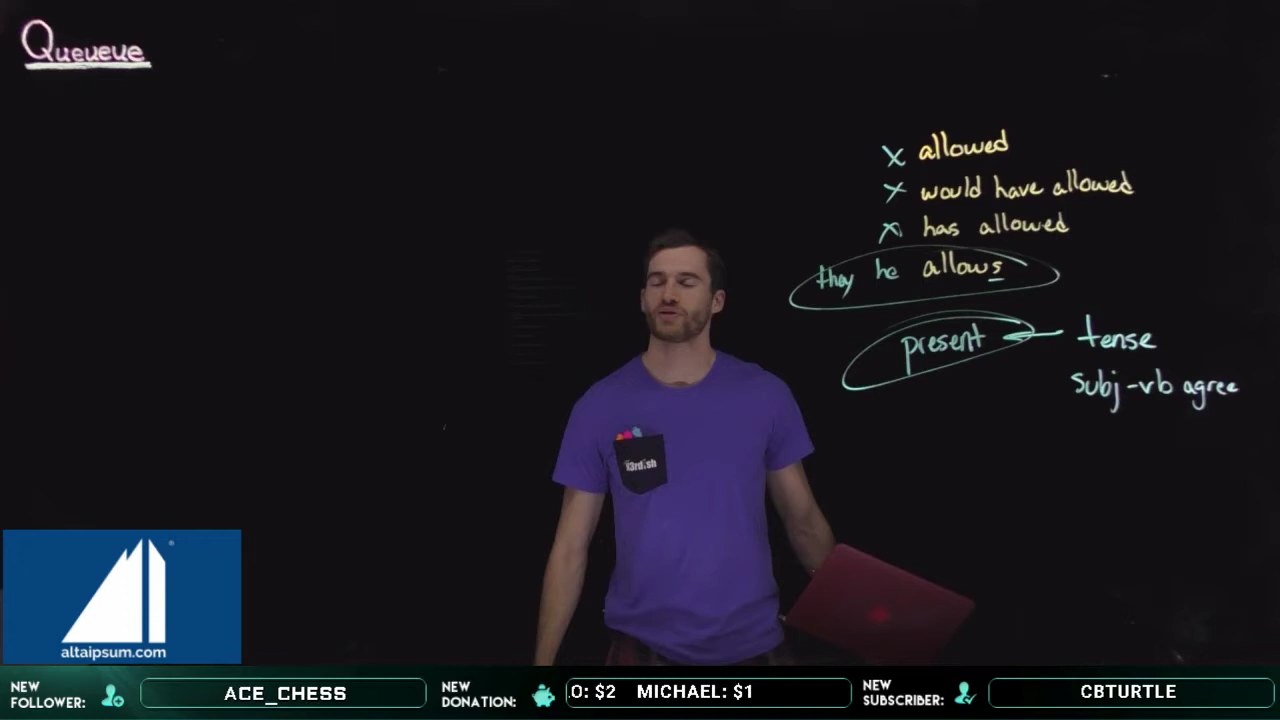 Queueue
× allowed
× would have allowed
× has allowed
they he allows
present
tense
subj-vb agree
n3rdish
altaipsum.com
NEW FOLLOWER:
ACE_CHESS
NEW DONATION:
O: $2 MICHAEL: $1
NEW SUBSCRIBER:
CBTURTLE